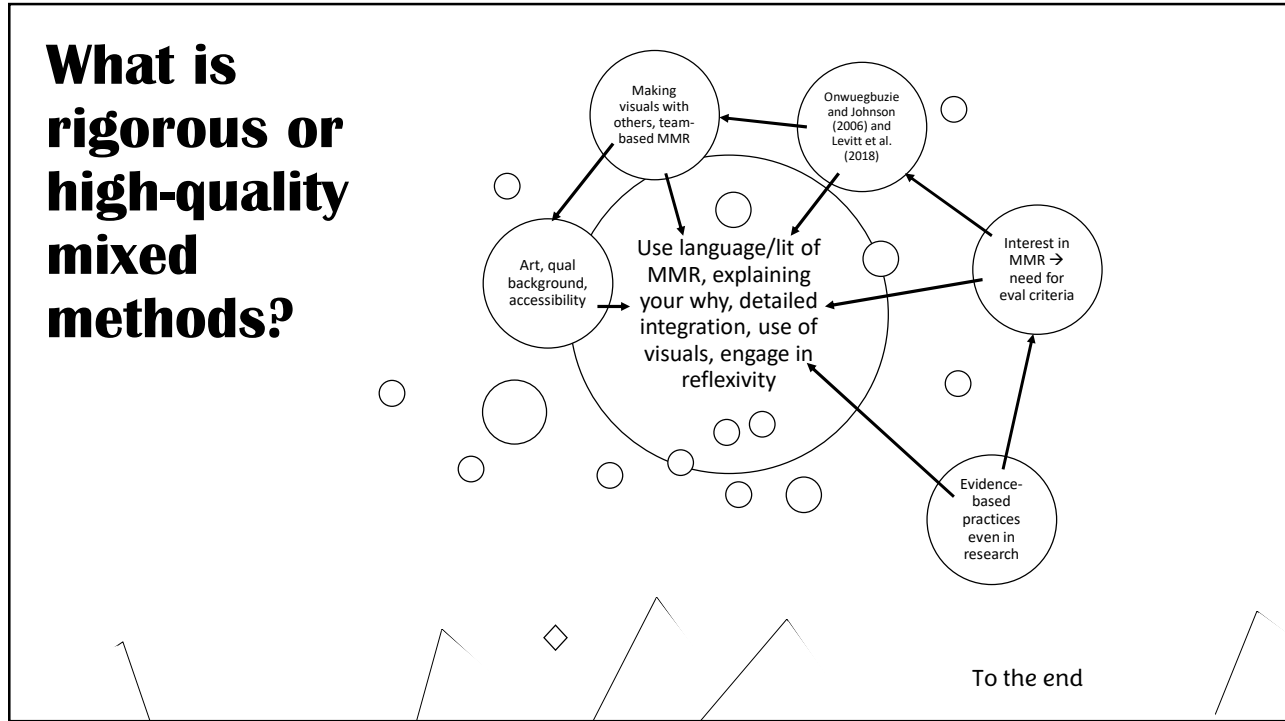 What is
rigorous or
high-quality
mixed
methods?
Making
visuals with
others, team-
based MMR
Onwuegbuzie
and Johnson
(2006) and
Levitt et al.
(2018)
Art, qual
background,
accessibility
Use language/lit of
MMR, explaining
your why, detailed
integration, use of
visuals, engage in
reflexivity
Interest in
MMR →
need for
eval criteria
Evidence-
based
practices
even in
research
To the end